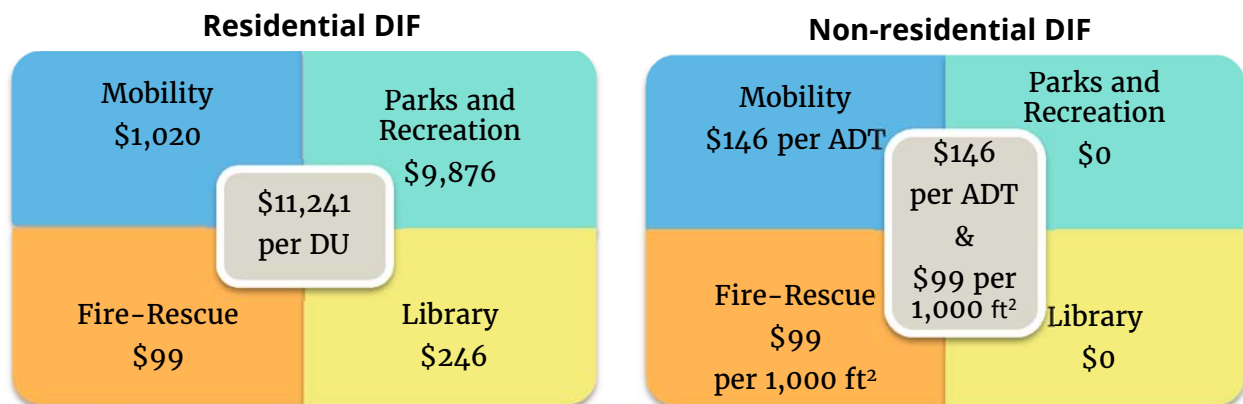 Residential DIF
Mobility
$1,020
Parks and
Recreation
$9,876
$11,241
per DU
Fire-Rescue
$99
Library
$246
Non-residential DIF
Mobility
$146 per ADT
Parks and
Recreation
$0
$146
per ADT
&
$99 per
1,000 ft²
Fire-Rescue
$99
per 1,000 ft²
Library
$0